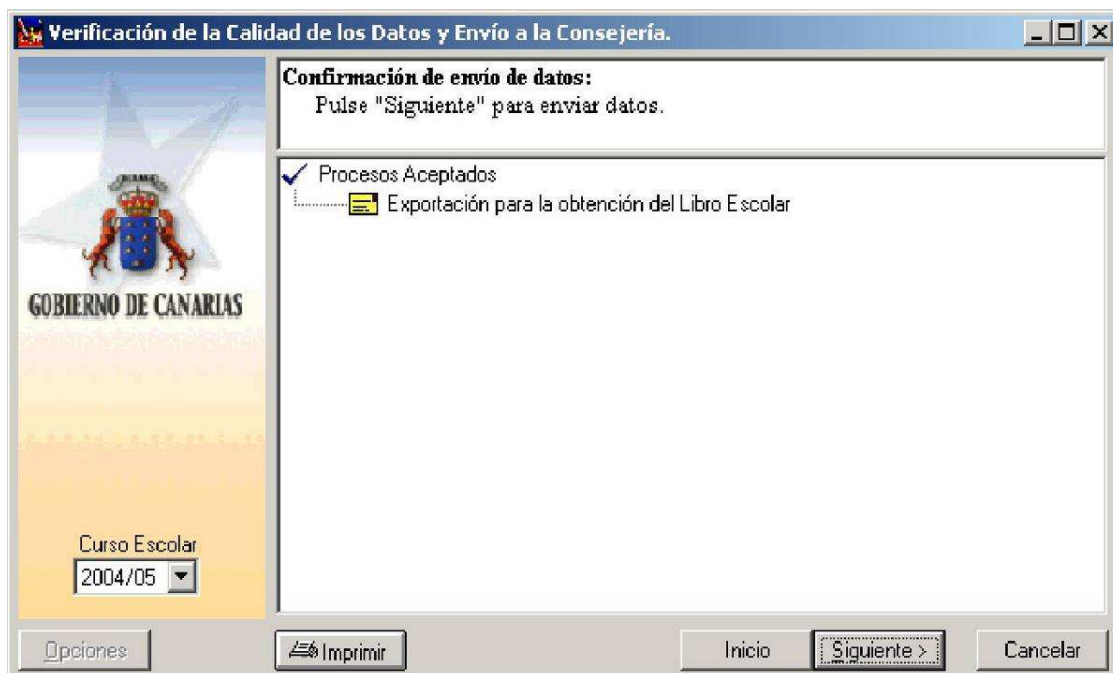 Verificación de la Calidad de los Datos y Envío a la Consejería.
Confirmación de envío de datos:
Pulse "Siguiente" para enviar datos.
Procesos Aceptados
Exportación para la obtención del Libro Escolar
GOBIERNO DE CANARIAS
Curso Escolar
2004/05
Opciones
Imprimir
Inicio
Siguiente >
Cancelar